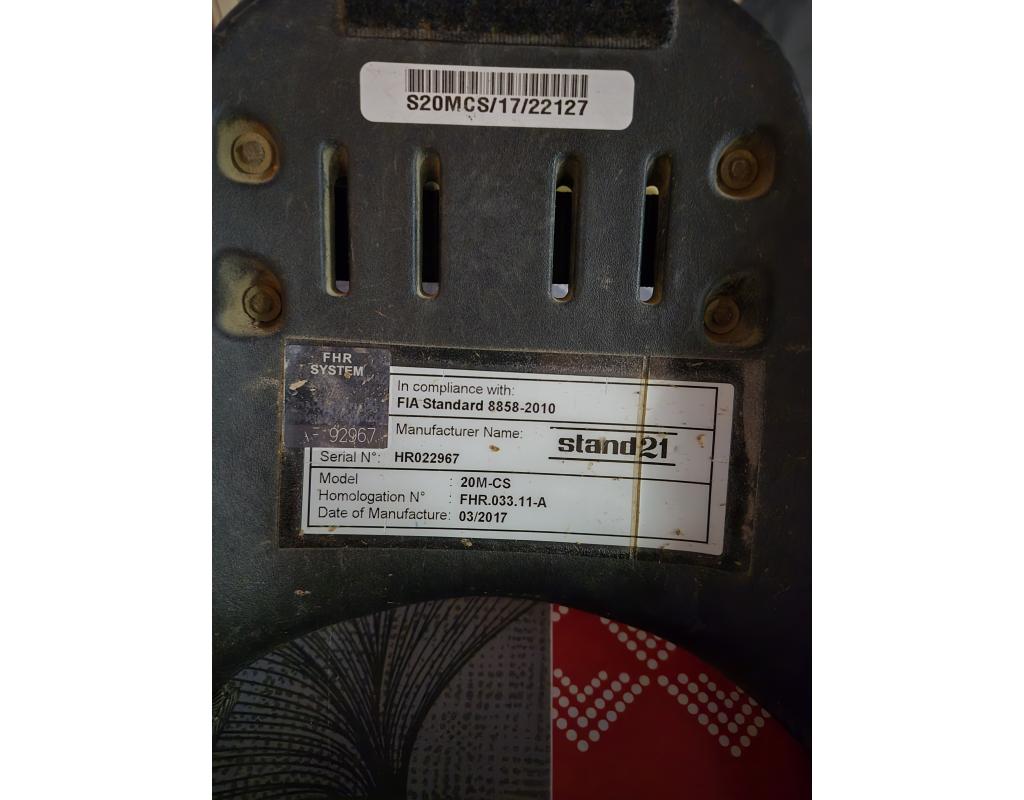 S20MCS/17/22127
FHR
SYSTEM
92967
In compliance with:
FIA Standard 8858-2010
Manufacturer Name: stand21
Serial N°: HR022967
Model : 20M-CS
Homologation N° : FHR.033.11-A
Date of Manufacture: 03/2017